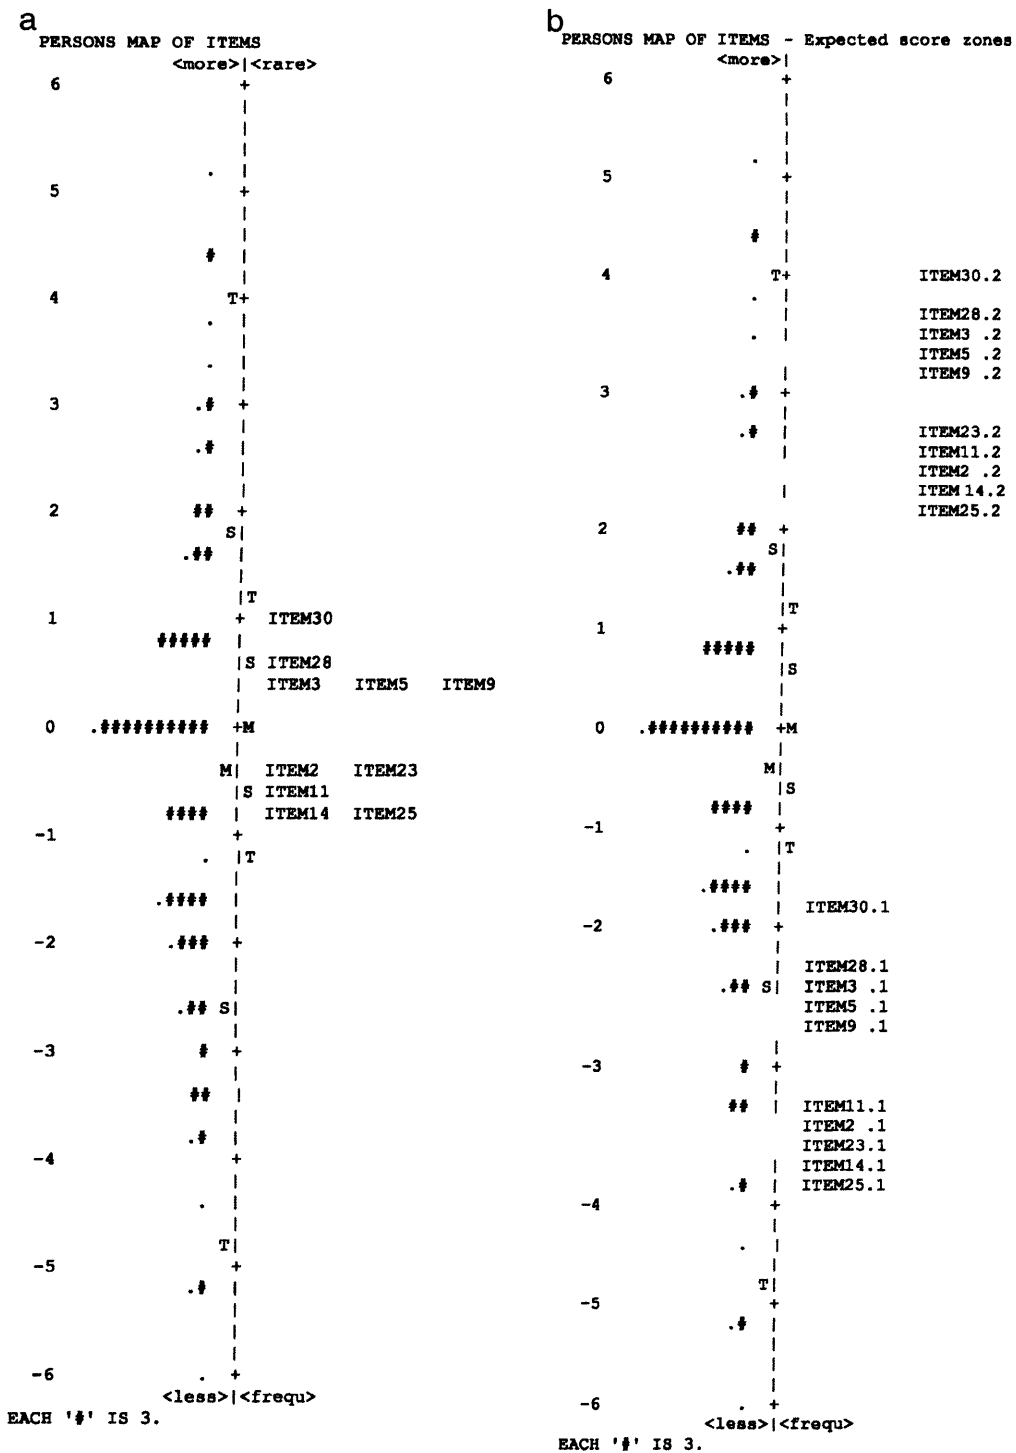 a
PERSONS MAP OF ITEMS
<more>|<rare>
6 +
|
|
|
. |
5 +
|
|
# |
|
4 T+
. |
|
. |
|
3 .# +
|
.# |
|
|
2 ## +
S|
.## |
|
|T
1 + ITEM30
##### |
|S ITEM28
| ITEM3 ITEM5 ITEM9
|
0 .########## +M
|
M| ITEM2 ITEM23
|S ITEM11
#### | ITEM14 ITEM25
-1 +
. |T
|
.#### |
|
-2 .### +
|
|
.## S|
|
-3 # +
|
## |
|
.# |
-4 +
|
. |
|
T|
-5 +
.# |
|
|
|
-6 . +
<less>|<frequ>
EACH '#' IS 3.
b
PERSONS MAP OF ITEMS - Expected score zones
<more>|
6 +
|
|
|
. |
5 +
|
|
# |
|
4 T+ ITEM30.2
. |
| ITEM28.2
. | ITEM3 .2
ITEM5 .2
| ITEM9 .2
3 .# +
|
.# | ITEM23.2
| ITEM11.2
ITEM2 .2
| ITEM14.2
ITEM25.2
2 ## +
S|
.## |
|
|T
1 +
##### |
|S
|
|
0 .########## +M
|
M|
|S
#### |
-1 +
. |T
|
.#### |
| ITEM30.1
-2 .### +
|
| ITEM28.1
.## S| ITEM3 .1
ITEM5 .1
ITEM9 .1
|
-3 # +
|
## | ITEM11.1
ITEM2 .1
ITEM23.1
| ITEM14.1
.# | ITEM25.1
-4 +
|
. |
|
T|
-5 +
.# |
|
|
|
-6 . +
<less>|<frequ>
EACH '#' IS 3.